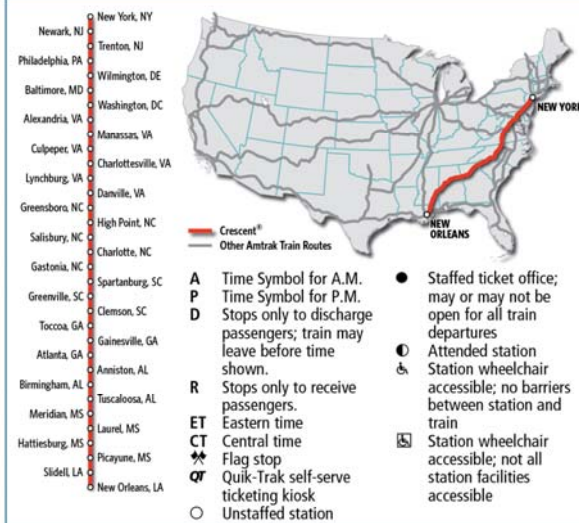 New York, NY
Newark, NJ
Trenton, NJ
Philadelphia, PA
Wilmington, DE
Baltimore, MD
Washington, DC
Alexandria, VA
Manassas, VA
Culpeper, VA
Charlottesville, VA
Lynchburg, VA
Danville, VA
Greensboro, NC
High Point, NC
Salisbury, NC
Charlotte, NC
Gastonia, NC
Spartanburg, SC
Greenville, SC
Clemson, SC
Toccoa, GA
Gainesville, GA
Atlanta, GA
Anniston, AL
Birmingham, AL
Tuscaloosa, AL
Meridian, MS
Laurel, MS
Hattiesburg, MS
Picayune, MS
Slidell, LA
New Orleans, LA
NEW YORK
NEW
ORLEANS
Crescent®
Other Amtrak Train Routes
A Time Symbol for A.M.
P Time Symbol for P.M.
D Stops only to discharge
passengers; train may
leave before time
shown.
R Stops only to receive
passengers.
ET Eastern time
CT Central time
Flag stop
QT Quik-Trak self-serve
ticketing kiosk
Unstaffed station
Staffed ticket office;
may or may not be
open for all train
departures
Attended station
Station wheelchair
accessible; no barriers
between station and
train
Station wheelchair
accessible; not all
station facilities
accessible